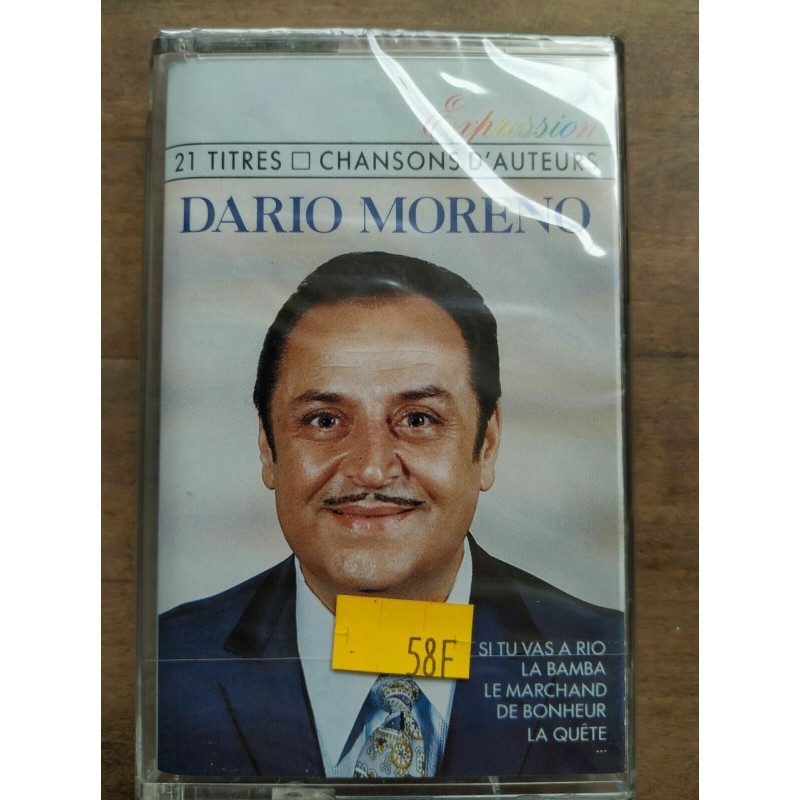 Expression
21 TITRES □ CHANSONS D'AUTEURS
DARIO MORENO
58F
SI TU VAS A RIO
LA BAMBA
LE MARCHAND
DE BONHEUR
LA QUÊTE
...